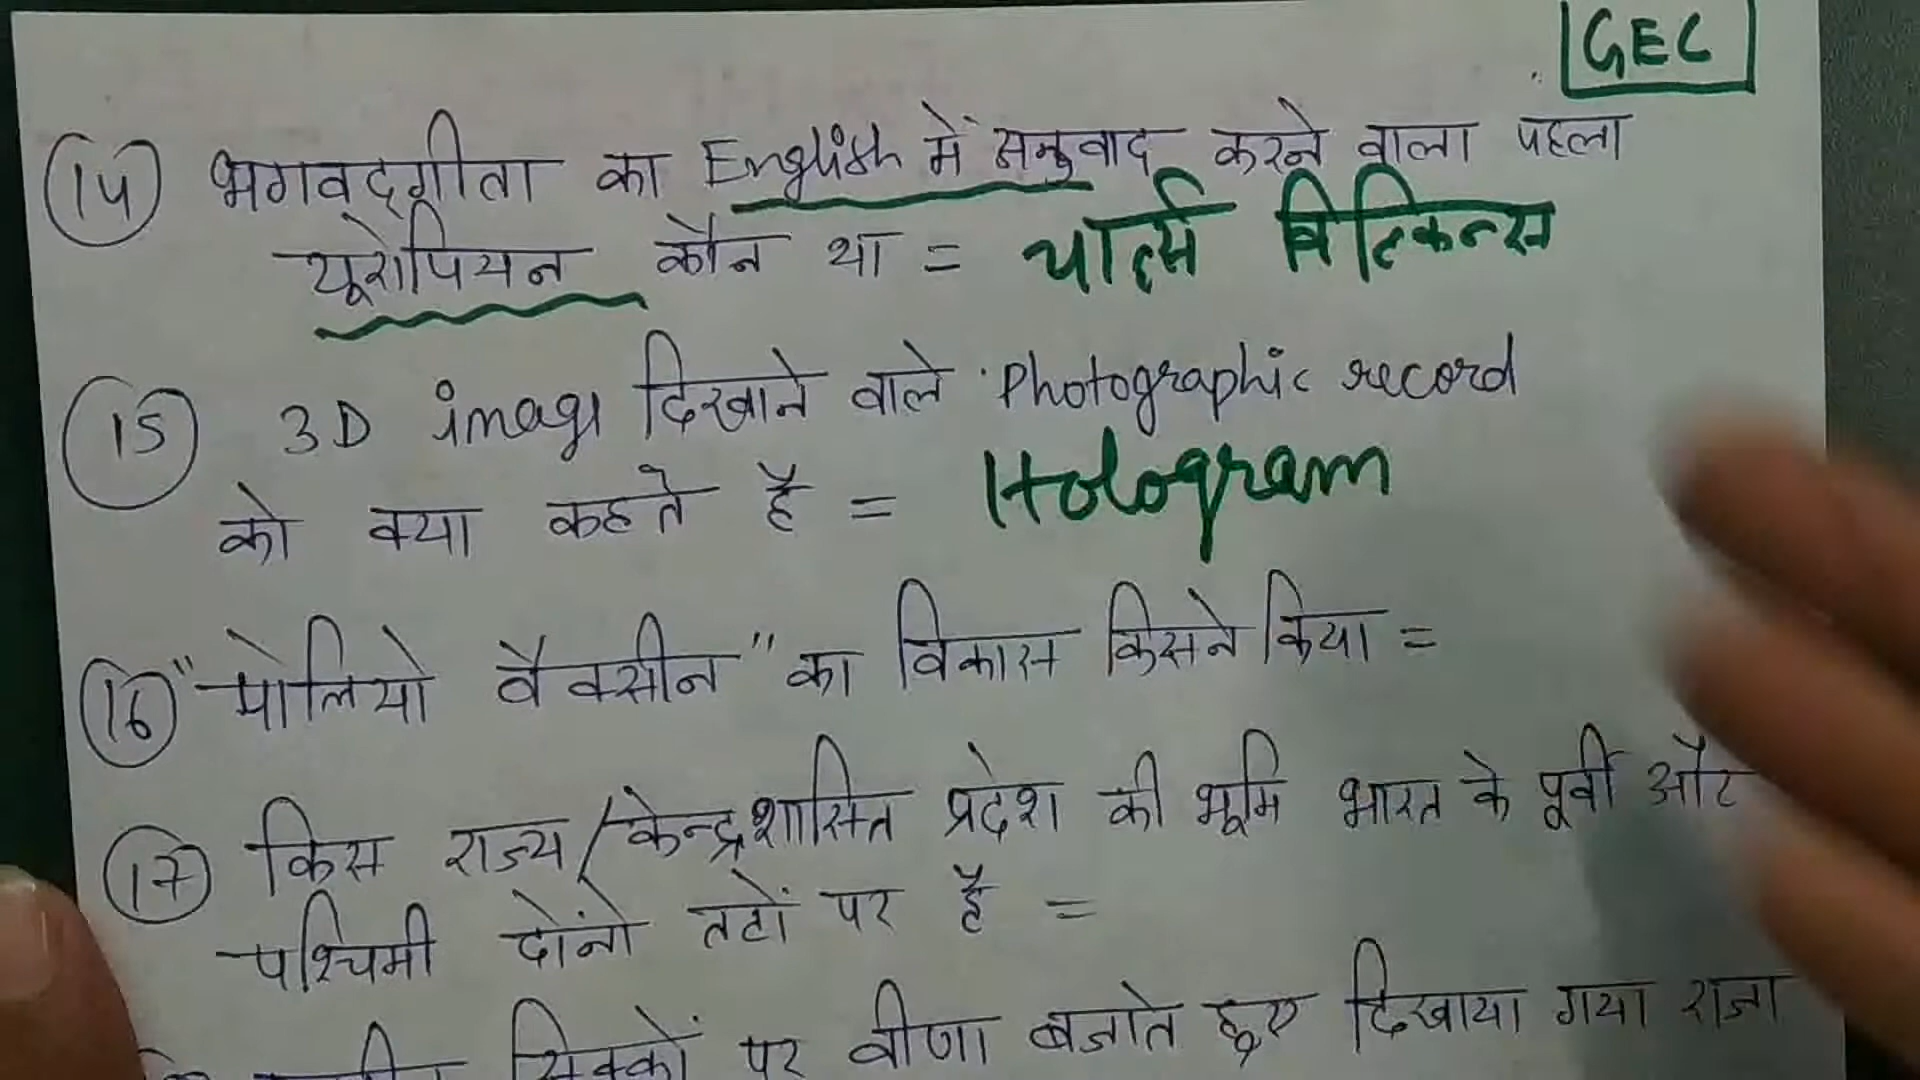 GEC
(14) भगवद्गीता का English में अनुवाद करने वाला पहला
यूरोपियन कौन था = चार्ल्स विल्किन्स
(15) 3D image दिखाने वाले Photographic record
को क्या कहते है = Hologram
(16) "पोलियो वैक्सीन" का विकास किसने किया =
(17) किस राज्य/केन्द्रशासित प्रदेश की भूमि भारत के पूर्वी और
पश्चिमी दोंनो तटों पर है =
सिक्कों पर वीणा बजाते हुए दिखाया गया राजा